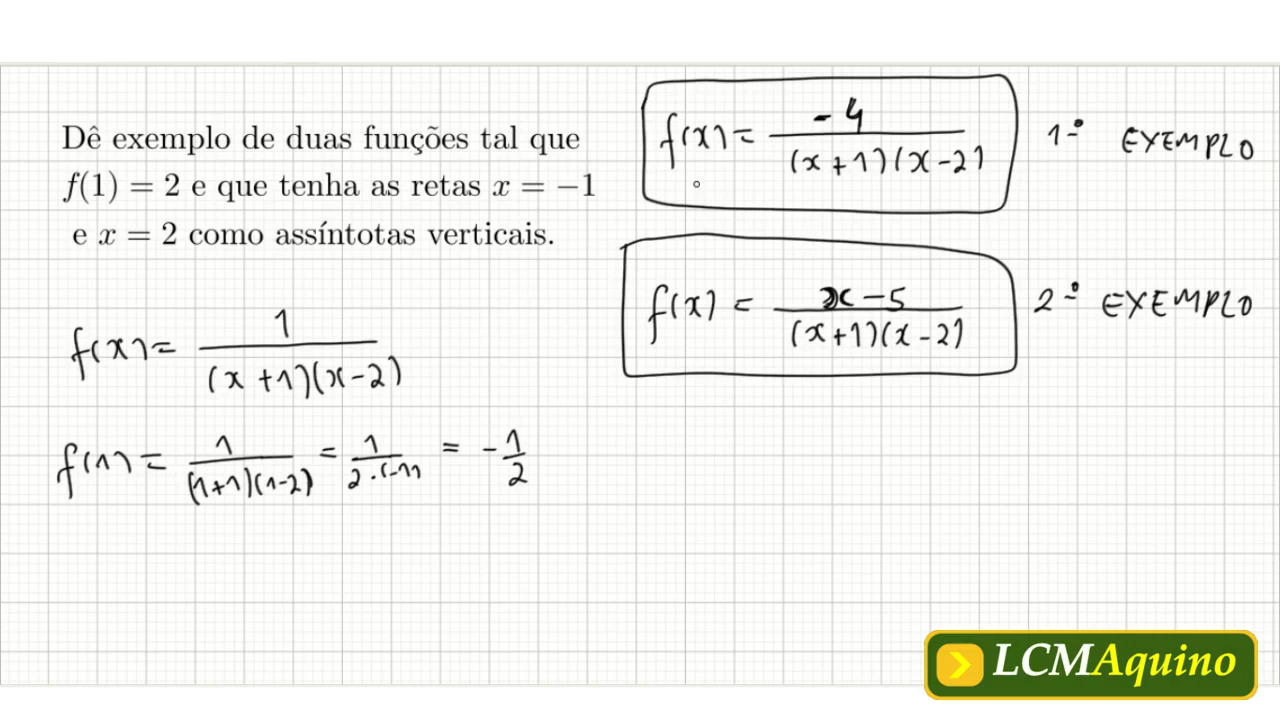 Dê exemplo de duas funções tal que
f(1) = 2 e que tenha as retas x = −1
e x = 2 como assíntotas verticais.
f(x) = 1/((x+1)(x-2))
f(1) = 1/((1+1)(1-2)) = 1/(2·(-1)) = -1/2
f(x) = -4/((x+1)(x-2)) 1º EXEMPLO
f(x) = (x-5)/((x+1)(x-2)) 2º EXEMPLO
LCMAquino